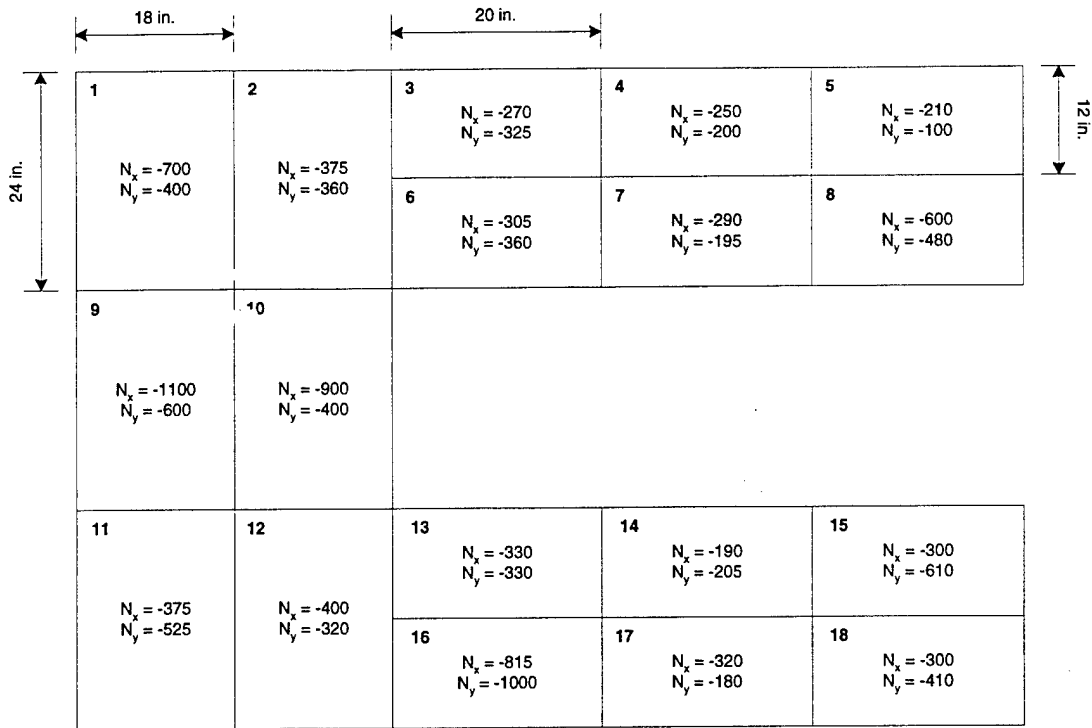 18 in.
20 in.
24 in.
12 in.
1
N_x = -700
N_y = -400
2
N_x = -375
N_y = -360
3
N_x = -270
N_y = -325
4
N_x = -250
N_y = -200
5
N_x = -210
N_y = -100
6
N_x = -305
N_y = -360
7
N_x = -290
N_y = -195
8
N_x = -600
N_y = -480
9
N_x = -1100
N_y = -600
10
N_x = -900
N_y = -400
11
N_x = -375
N_y = -525
12
N_x = -400
N_y = -320
13
N_x = -330
N_y = -330
14
N_x = -190
N_y = -205
15
N_x = -300
N_y = -610
16
N_x = -815
N_y = -1000
17
N_x = -320
N_y = -180
18
N_x = -300
N_y = -410